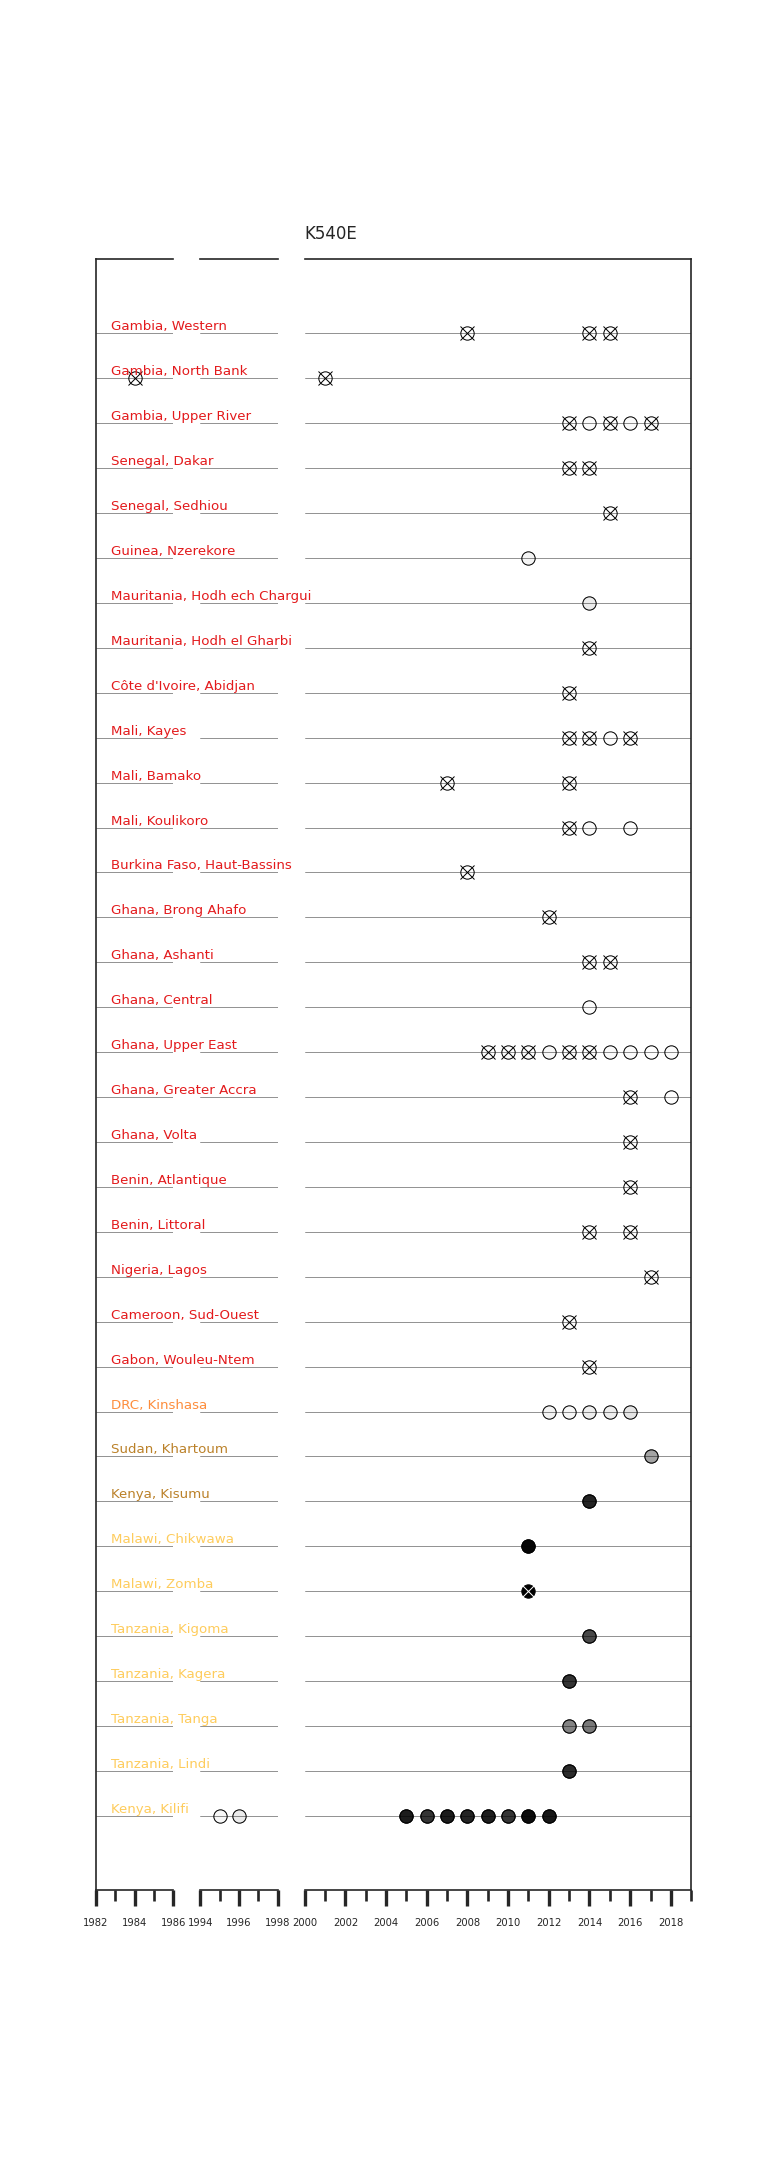 K540E
Gambia, Western
Gambia, North Bank
Gambia, Upper River
Senegal, Dakar
Senegal, Sedhiou
Guinea, Nzerekore
Mauritania, Hodh ech Chargui
Mauritania, Hodh el Gharbi
Côte d'Ivoire, Abidjan
Mali, Kayes
Mali, Bamako
Mali, Koulikoro
Burkina Faso, Haut-Bassins
Ghana, Brong Ahafo
Ghana, Ashanti
Ghana, Central
Ghana, Upper East
Ghana, Greater Accra
Ghana, Volta
Benin, Atlantique
Benin, Littoral
Nigeria, Lagos
Cameroon, Sud-Ouest
Gabon, Wouleu-Ntem
DRC, Kinshasa
Sudan, Khartoum
Kenya, Kisumu
Malawi, Chikwawa
Malawi, Zomba
Tanzania, Kigoma
Tanzania, Kagera
Tanzania, Tanga
Tanzania, Lindi
Kenya, Kilifi
1982 1984 1986 1994 1996 1998 2000 2002 2004 2006 2008 2010 2012 2014 2016 2018